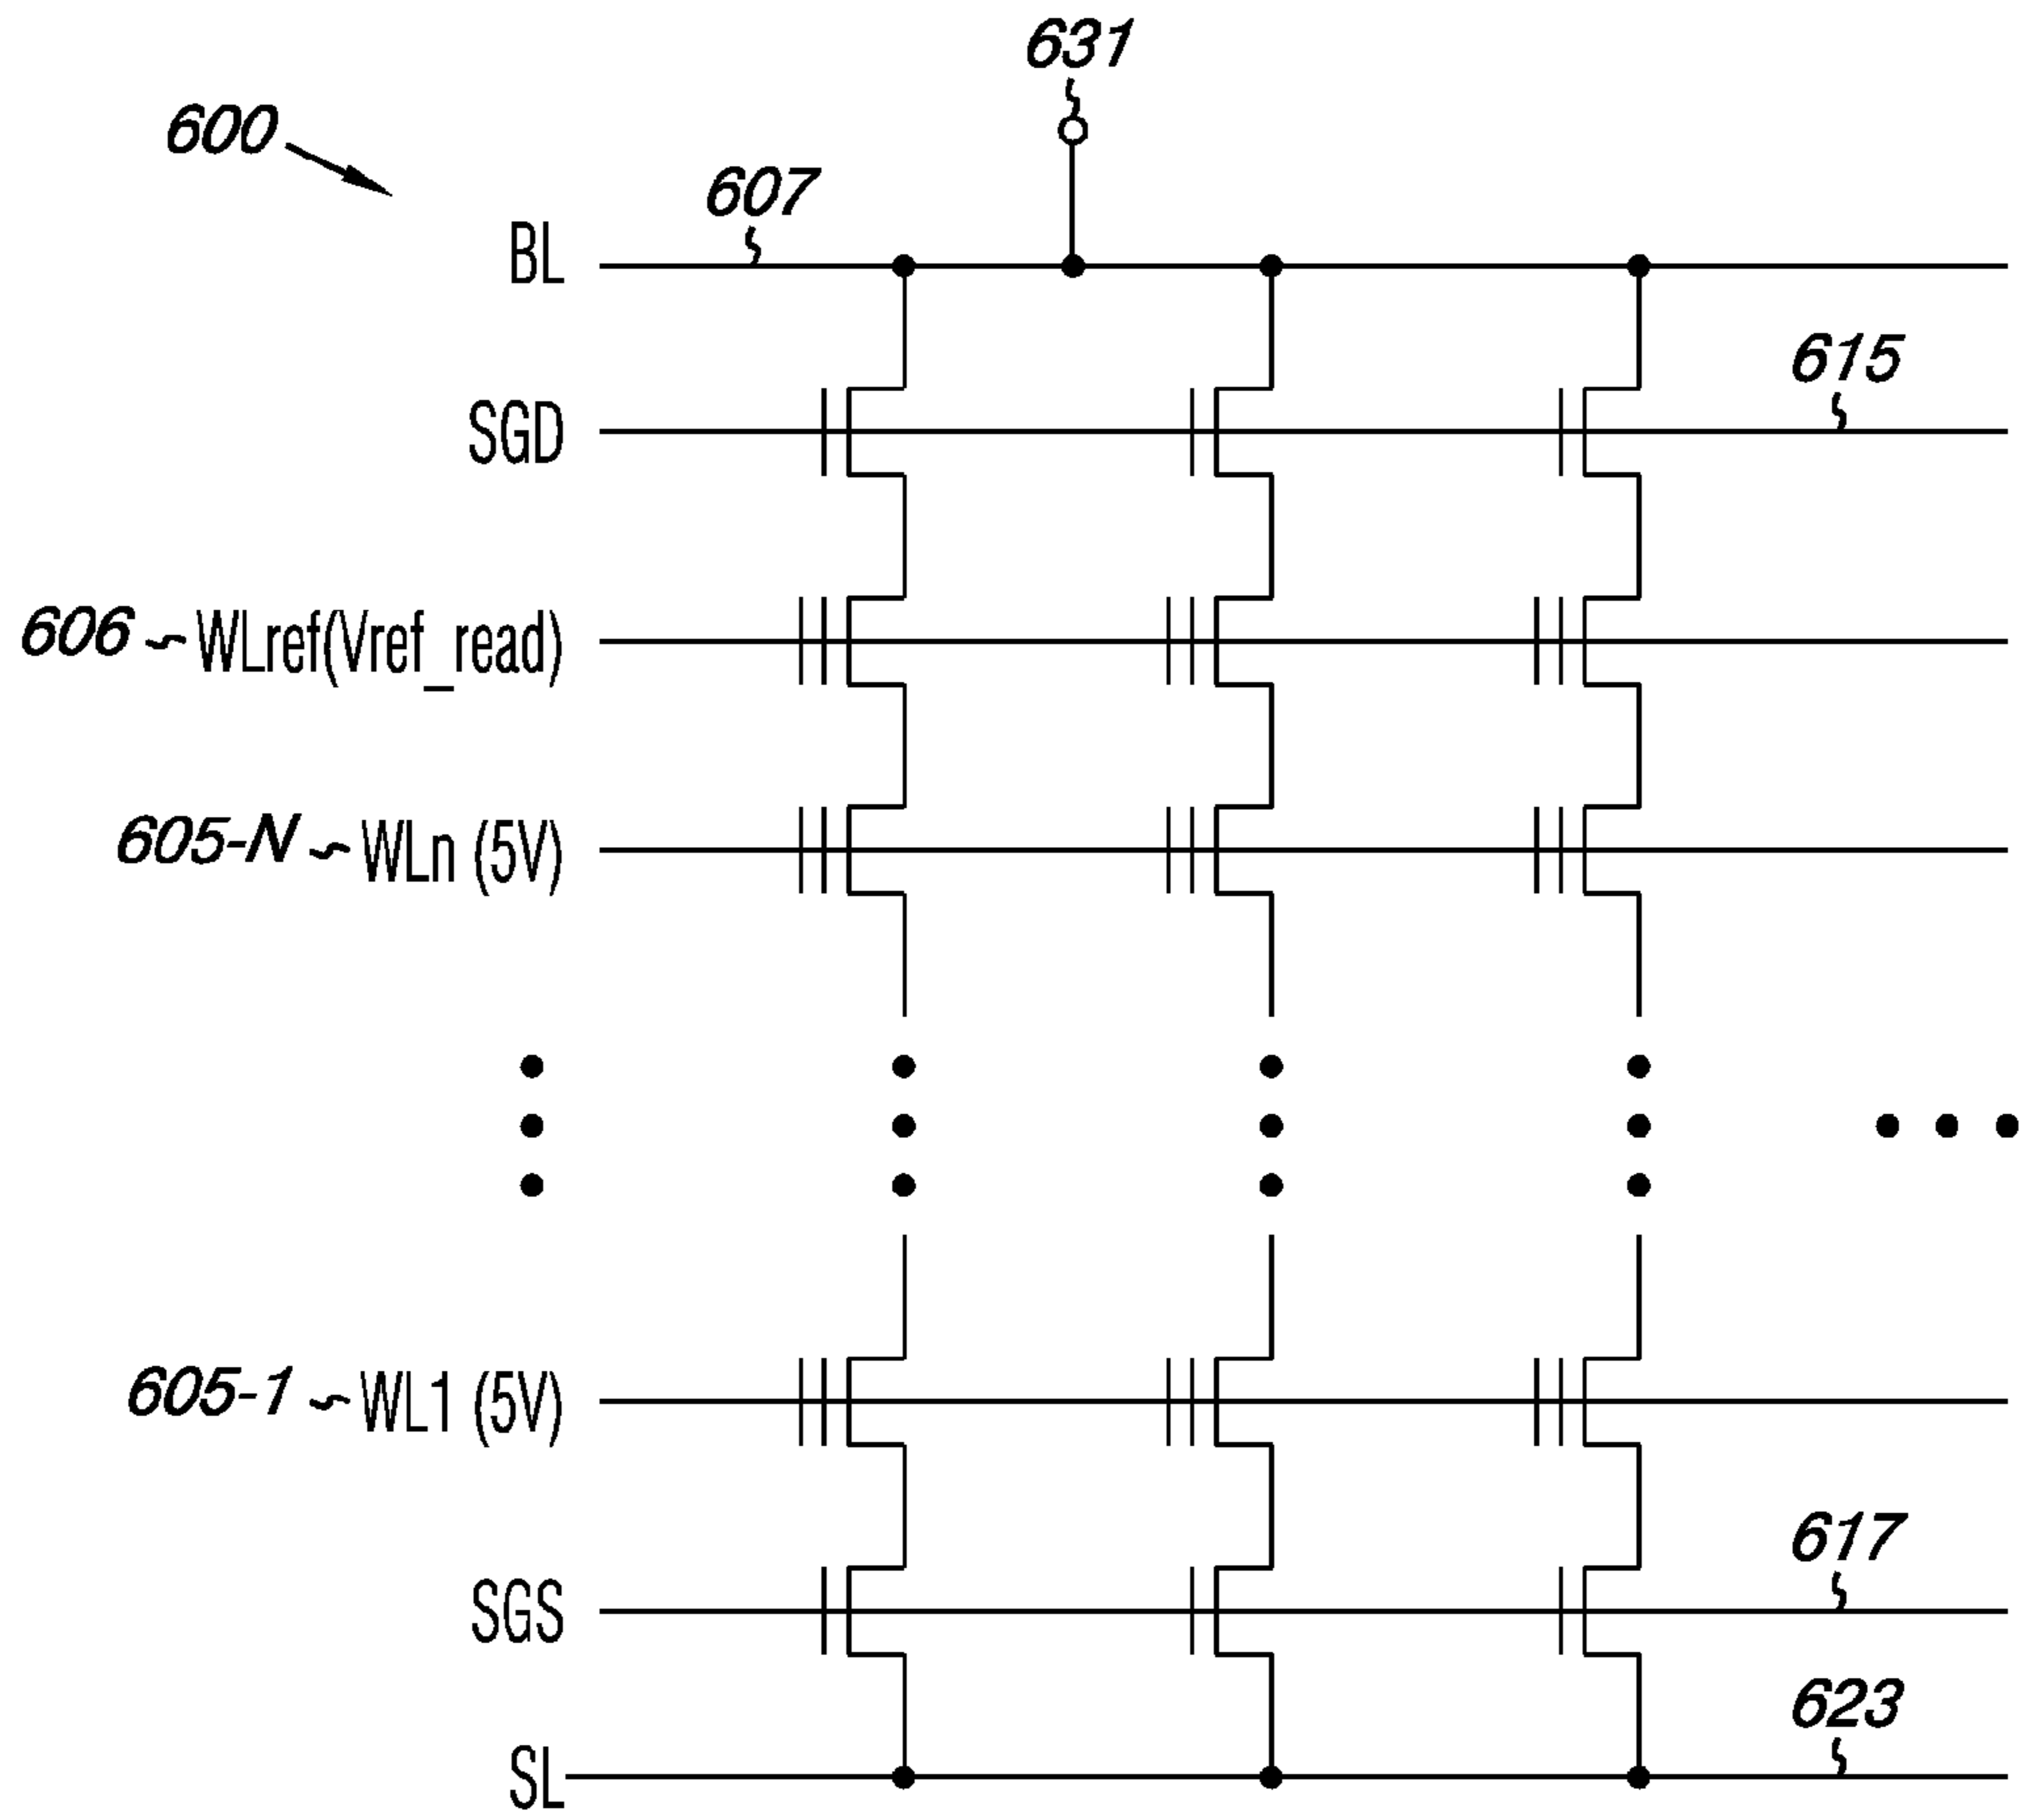 631
600
607
BL
615
SGD
606 WLref(Vref_read)
605-N WLn (5V)
605-1 WL1 (5V)
617
SGS
623
SL